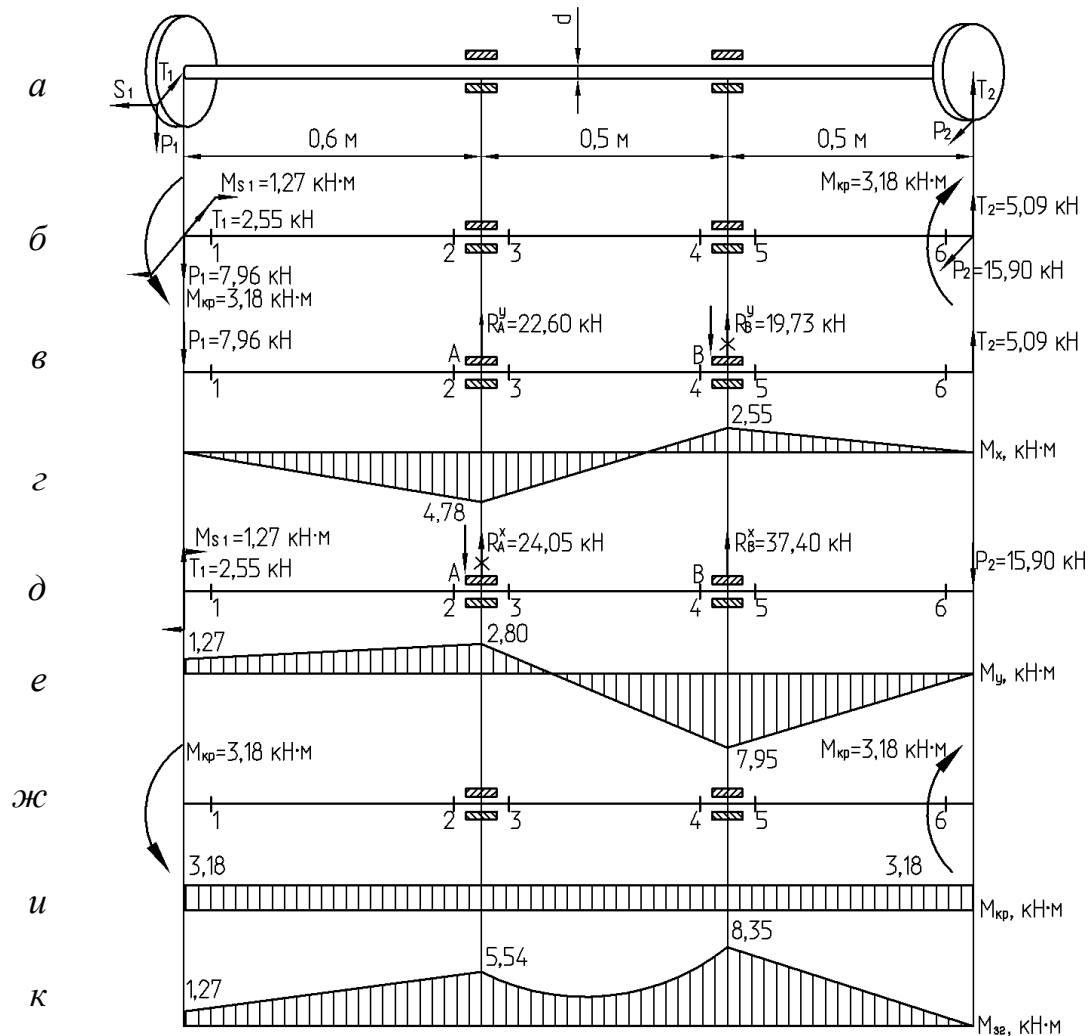 а
d
T₁
S₁
P₁
T₂
P₂
0,6 м
0,5 м
0,5 м
б
Mₛ₁=1,27 кН·м
T₁=2,55 кН
Mкр=3,18 кН·м
T₂=5,09 кН
1
2
3
4
5
6
P₁=7,96 кН
Mкр=3,18 кН·м
P₂=15,90 кН
в
P₁=7,96 кН
A
Rᴀʸ=22,60 кН
B
Rʙʸ=19,73 кН
T₂=5,09 кН
1
2
3
4
5
6
г
2,55
4,78
Mₓ, кН·м
д
Mₛ₁=1,27 кН·м
T₁=2,55 кН
A
Rᴀˣ=24,05 кН
B
Rʙˣ=37,40 кН
P₂=15,90 кН
1
2
3
4
5
6
е
1,27
2,80
7,95
Mу, кН·м
ж
Mкр=3,18 кН·м
Mкр=3,18 кН·м
1
2
3
4
5
6
и
3,18
3,18
Mкр, кН·м
к
1,27
5,54
8,35
Mзг, кН·м